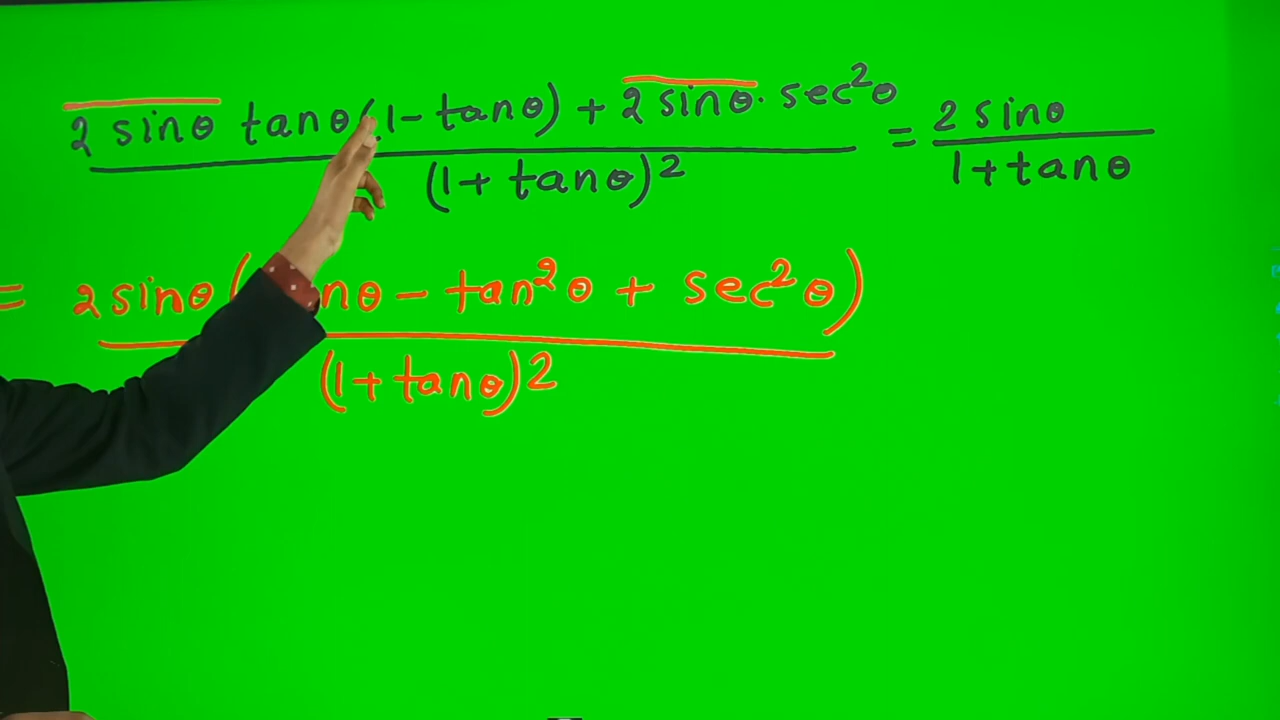 2 sinθ tanθ(1 - tanθ) + 2 sinθ · sec²θ = 2 sinθ
(1 + tanθ)² 1 + tanθ
= 2 sinθ ( nθ - tan²θ + sec²θ)
(1 + tanθ)²